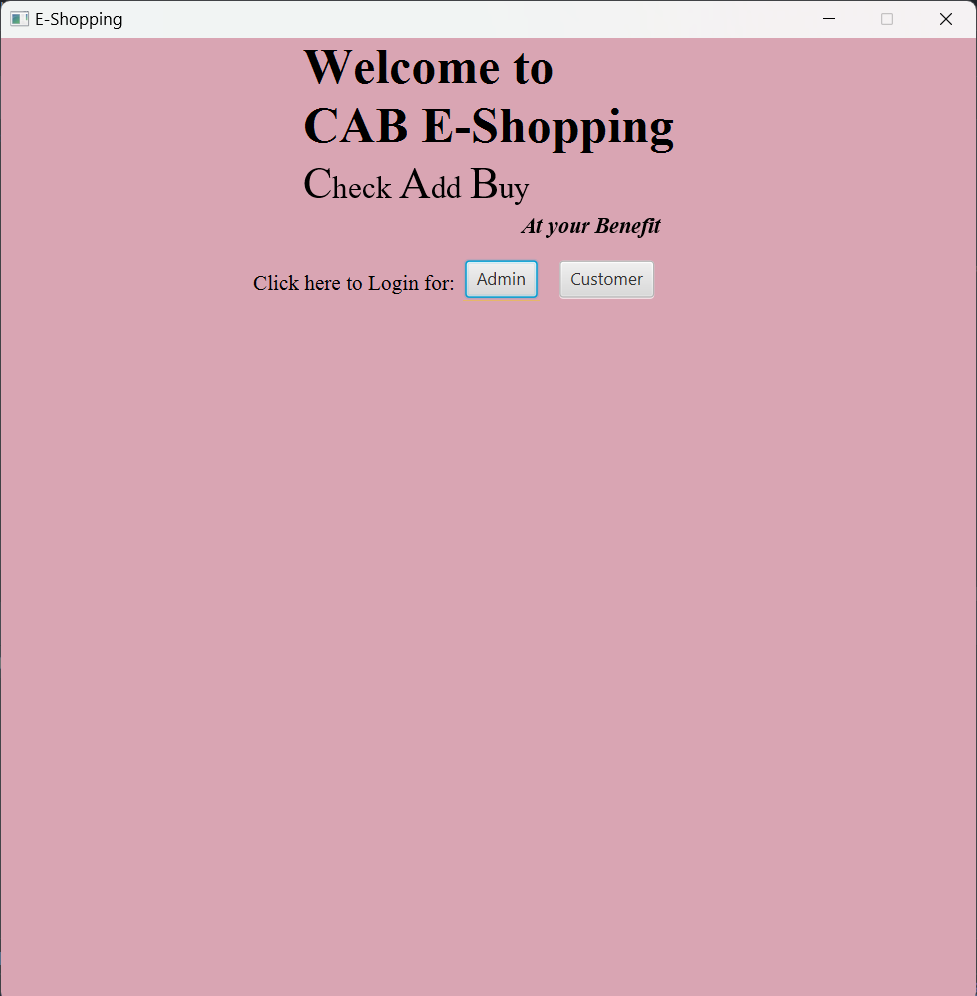 E-Shopping
Welcome to
CAB E-Shopping
Check Add Buy
At your Benefit
Click here to Login for: Admin Customer